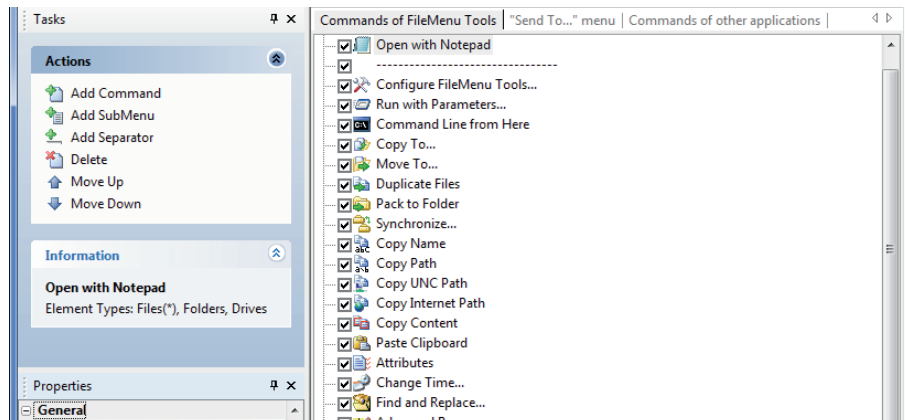 Tasks
Actions
Add Command
Add SubMenu
Add Separator
Delete
Move Up
Move Down
Information
Open with Notepad
Element Types: Files(*), Folders, Drives
Properties
General
Commands of FileMenu Tools "Send To..." menu Commands of other applications
Open with Notepad
--------------------------------
Configure FileMenu Tools...
Run with Parameters...
Command Line from Here
Copy To...
Move To...
Duplicate Files
Pack to Folder
Synchronize...
Copy Name
Copy Path
Copy UNC Path
Copy Internet Path
Copy Content
Paste Clipboard
Attributes
Change Time...
Find and Replace...